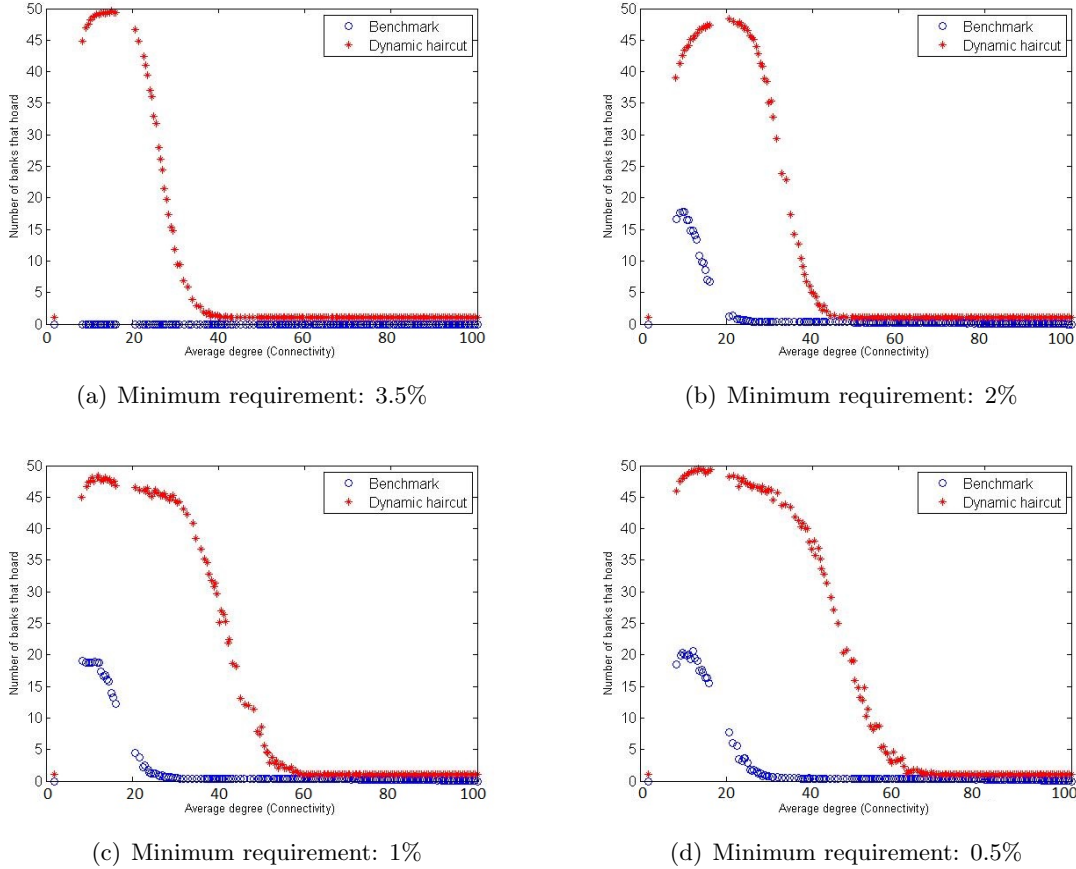 50
45
40
35
30
25
20
15
10
5
0
Number of banks that hoard
Benchmark
Dynamic haircut
0 20 40 60 80 100
Average degree (Connectivity)
(a) Minimum requirement: 3.5%
50
45
40
35
30
25
20
15
10
5
0
Number of banks that hoard
Benchmark
Dynamic haircut
0 20 40 60 80 100
Average degree (Connectivity)
(b) Minimum requirement: 2%
50
45
40
35
30
25
20
15
10
5
0
Number of banks that hoard
Benchmark
Dynamic haircut
0 20 40 60 80 100
Average degree (Connectivity)
(c) Minimum requirement: 1%
50
45
40
35
30
25
20
15
10
5
0
Number of banks that hoard
Benchmark
Dynamic haircut
0 20 40 60 80 100
Average degree (Connectivity)
(d) Minimum requirement: 0.5%